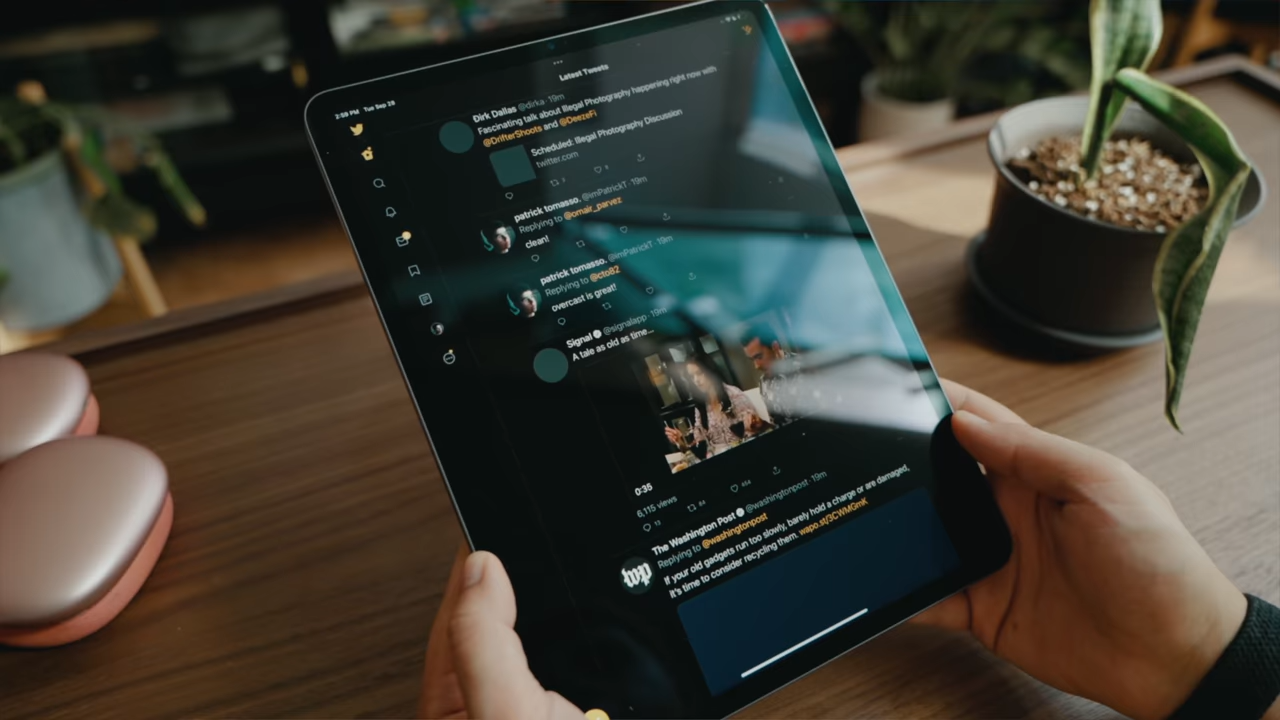 2:59 PM Tue Sep 28
Latest Tweets
Dirk Dallas @dirka · 19m
Fascinating talk about Illegal Photography happening right now with
@DrifterShoots and @DeezeFi
Scheduled: Illegal Photography Discussion
twitter.com
patrick tomasso. @imPatrickT · 19m
Replying to @omair_parvez
clean!
patrick tomasso. @imPatrickT · 19m
Replying to @cto82
overcast is great!
Signal @signalapp · 19m
A tale as old as time...
0:35
6,115 views
13 84 464
The Washington Post @washingtonpost · 19m
Replying to @washingtonpost
If your old gadgets run too slowly, barely hold a charge or are damaged,
it's time to consider recycling them. wapo.st/3CWMGmK
wp